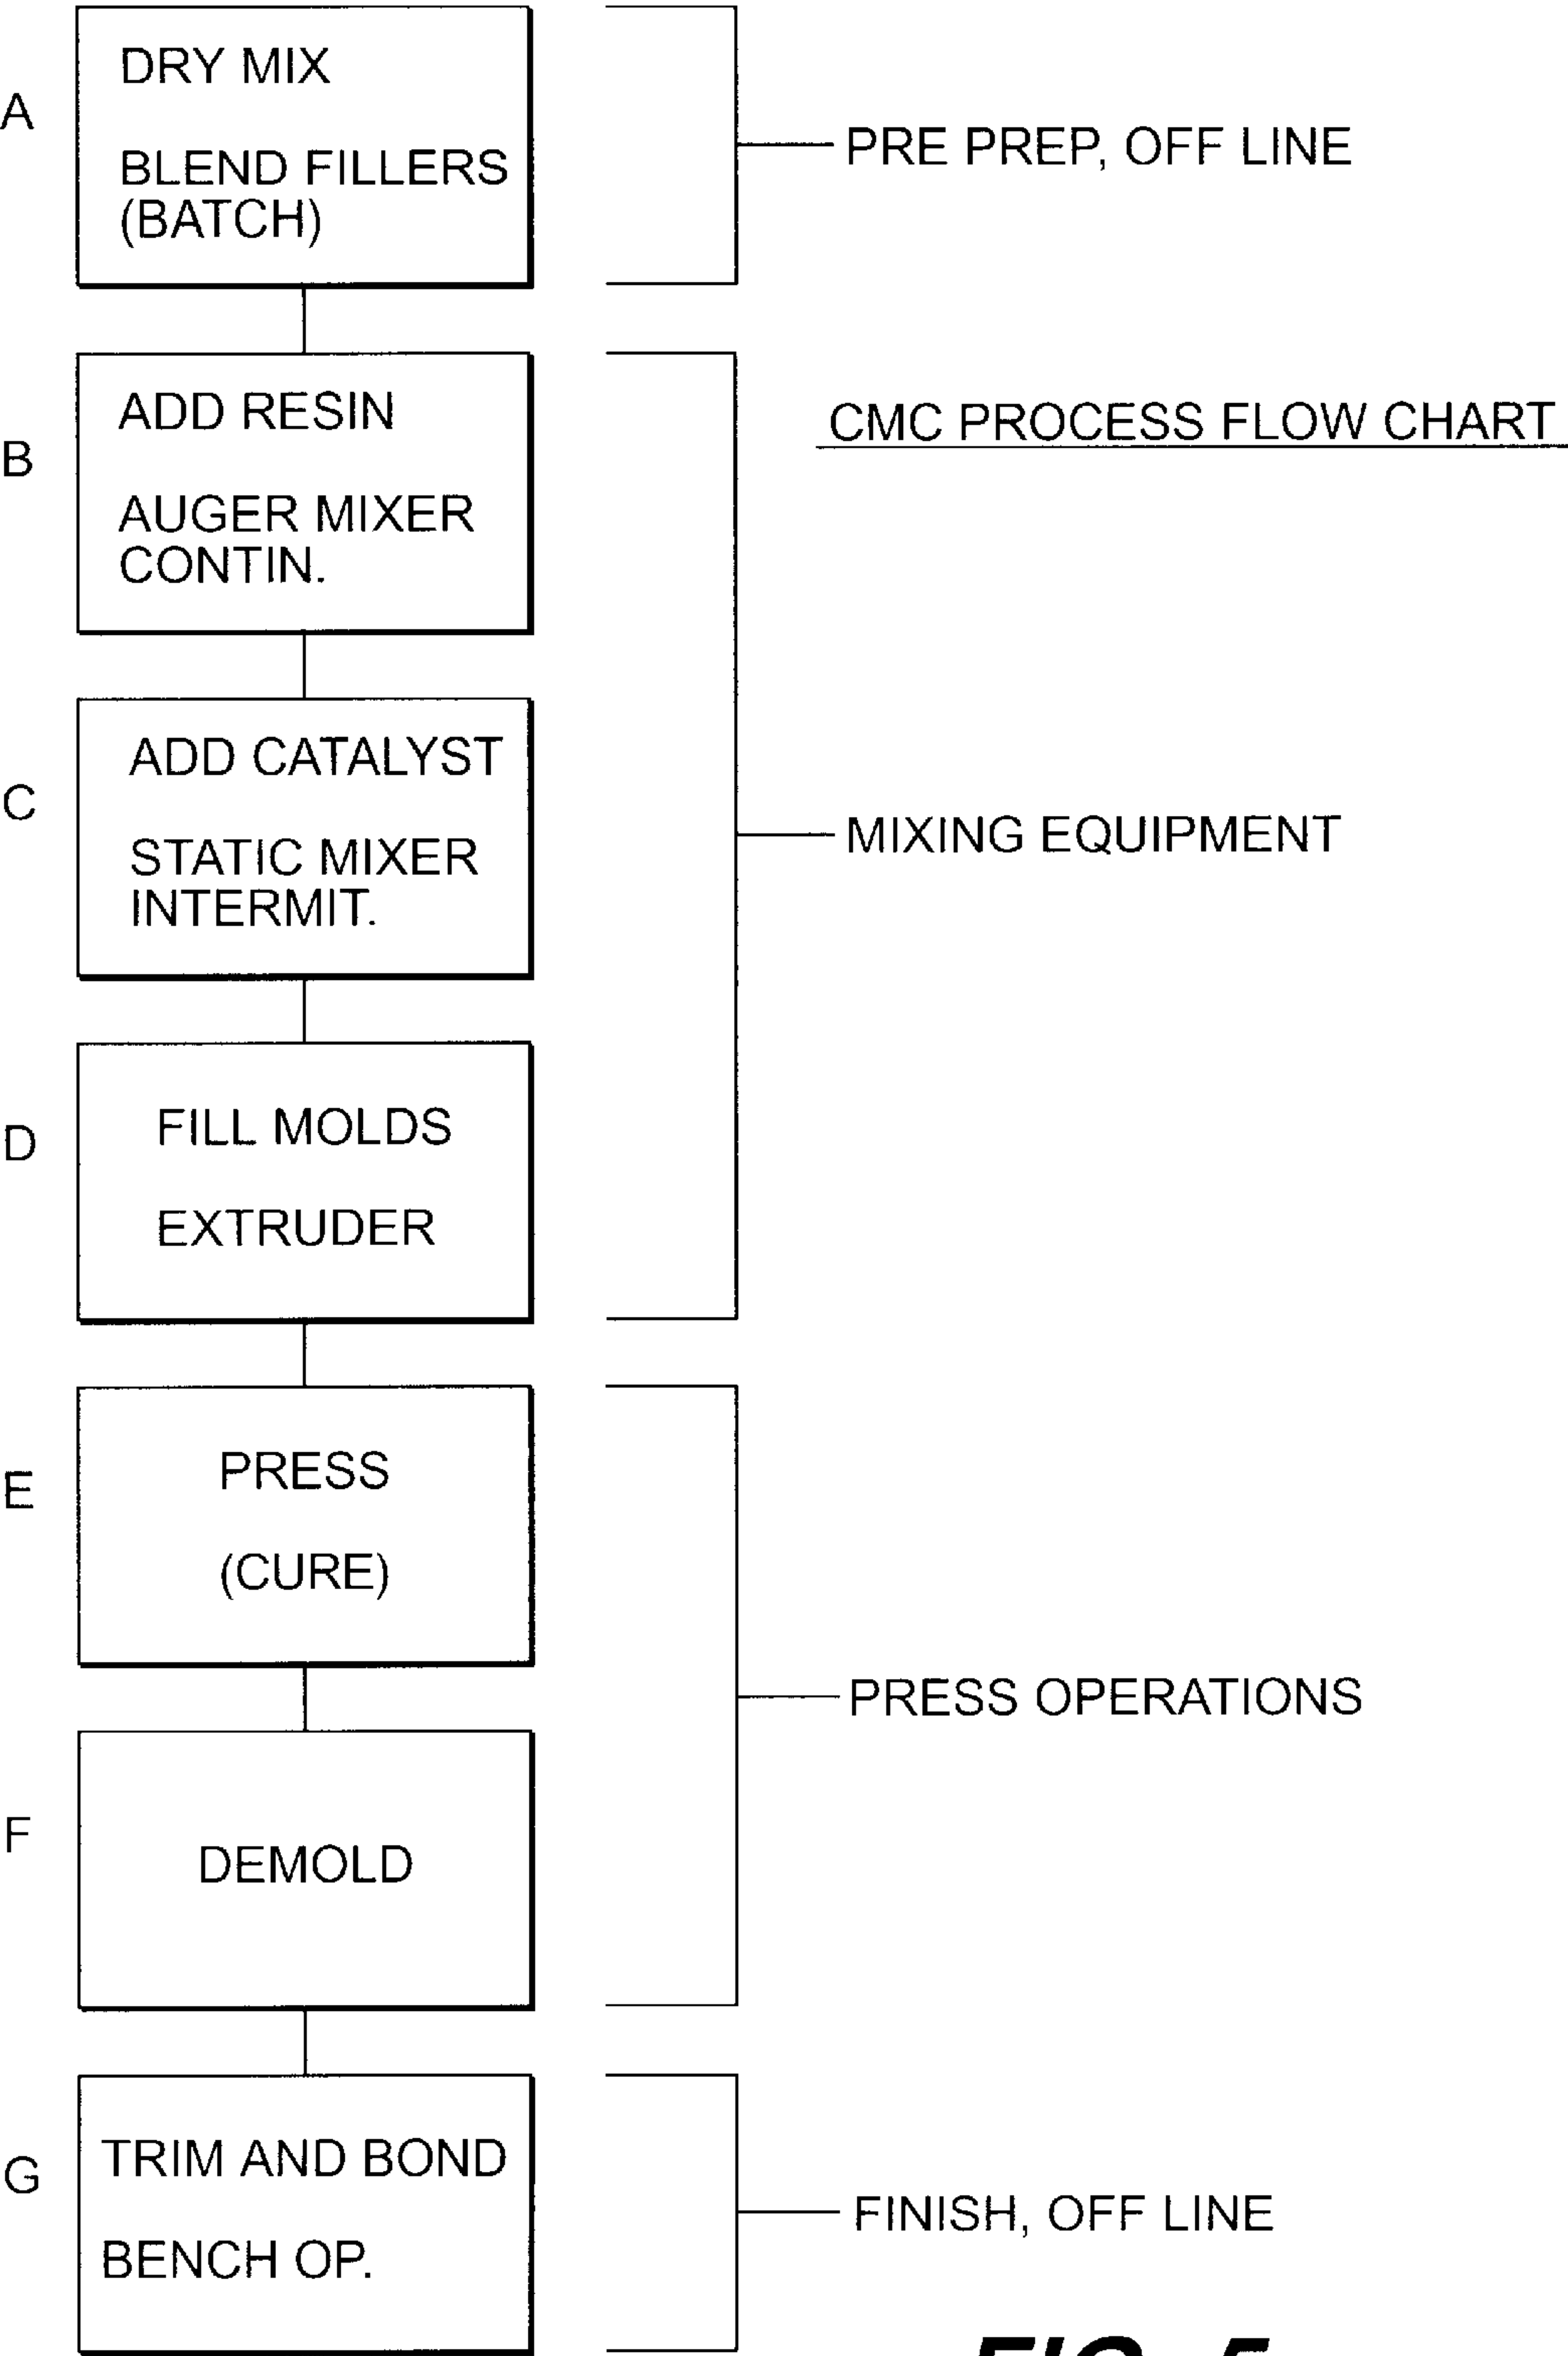 A
DRY MIX
BLEND FILLERS
(BATCH)
PRE PREP, OFF LINE
B
ADD RESIN
AUGER MIXER
CONTIN.
CMC PROCESS FLOW CHART
C
ADD CATALYST
STATIC MIXER
INTERMIT.
MIXING EQUIPMENT
D
FILL MOLDS
EXTRUDER
E
PRESS
(CURE)
PRESS OPERATIONS
F
DEMOLD
G
TRIM AND BOND
BENCH OP.
FINISH, OFF LINE